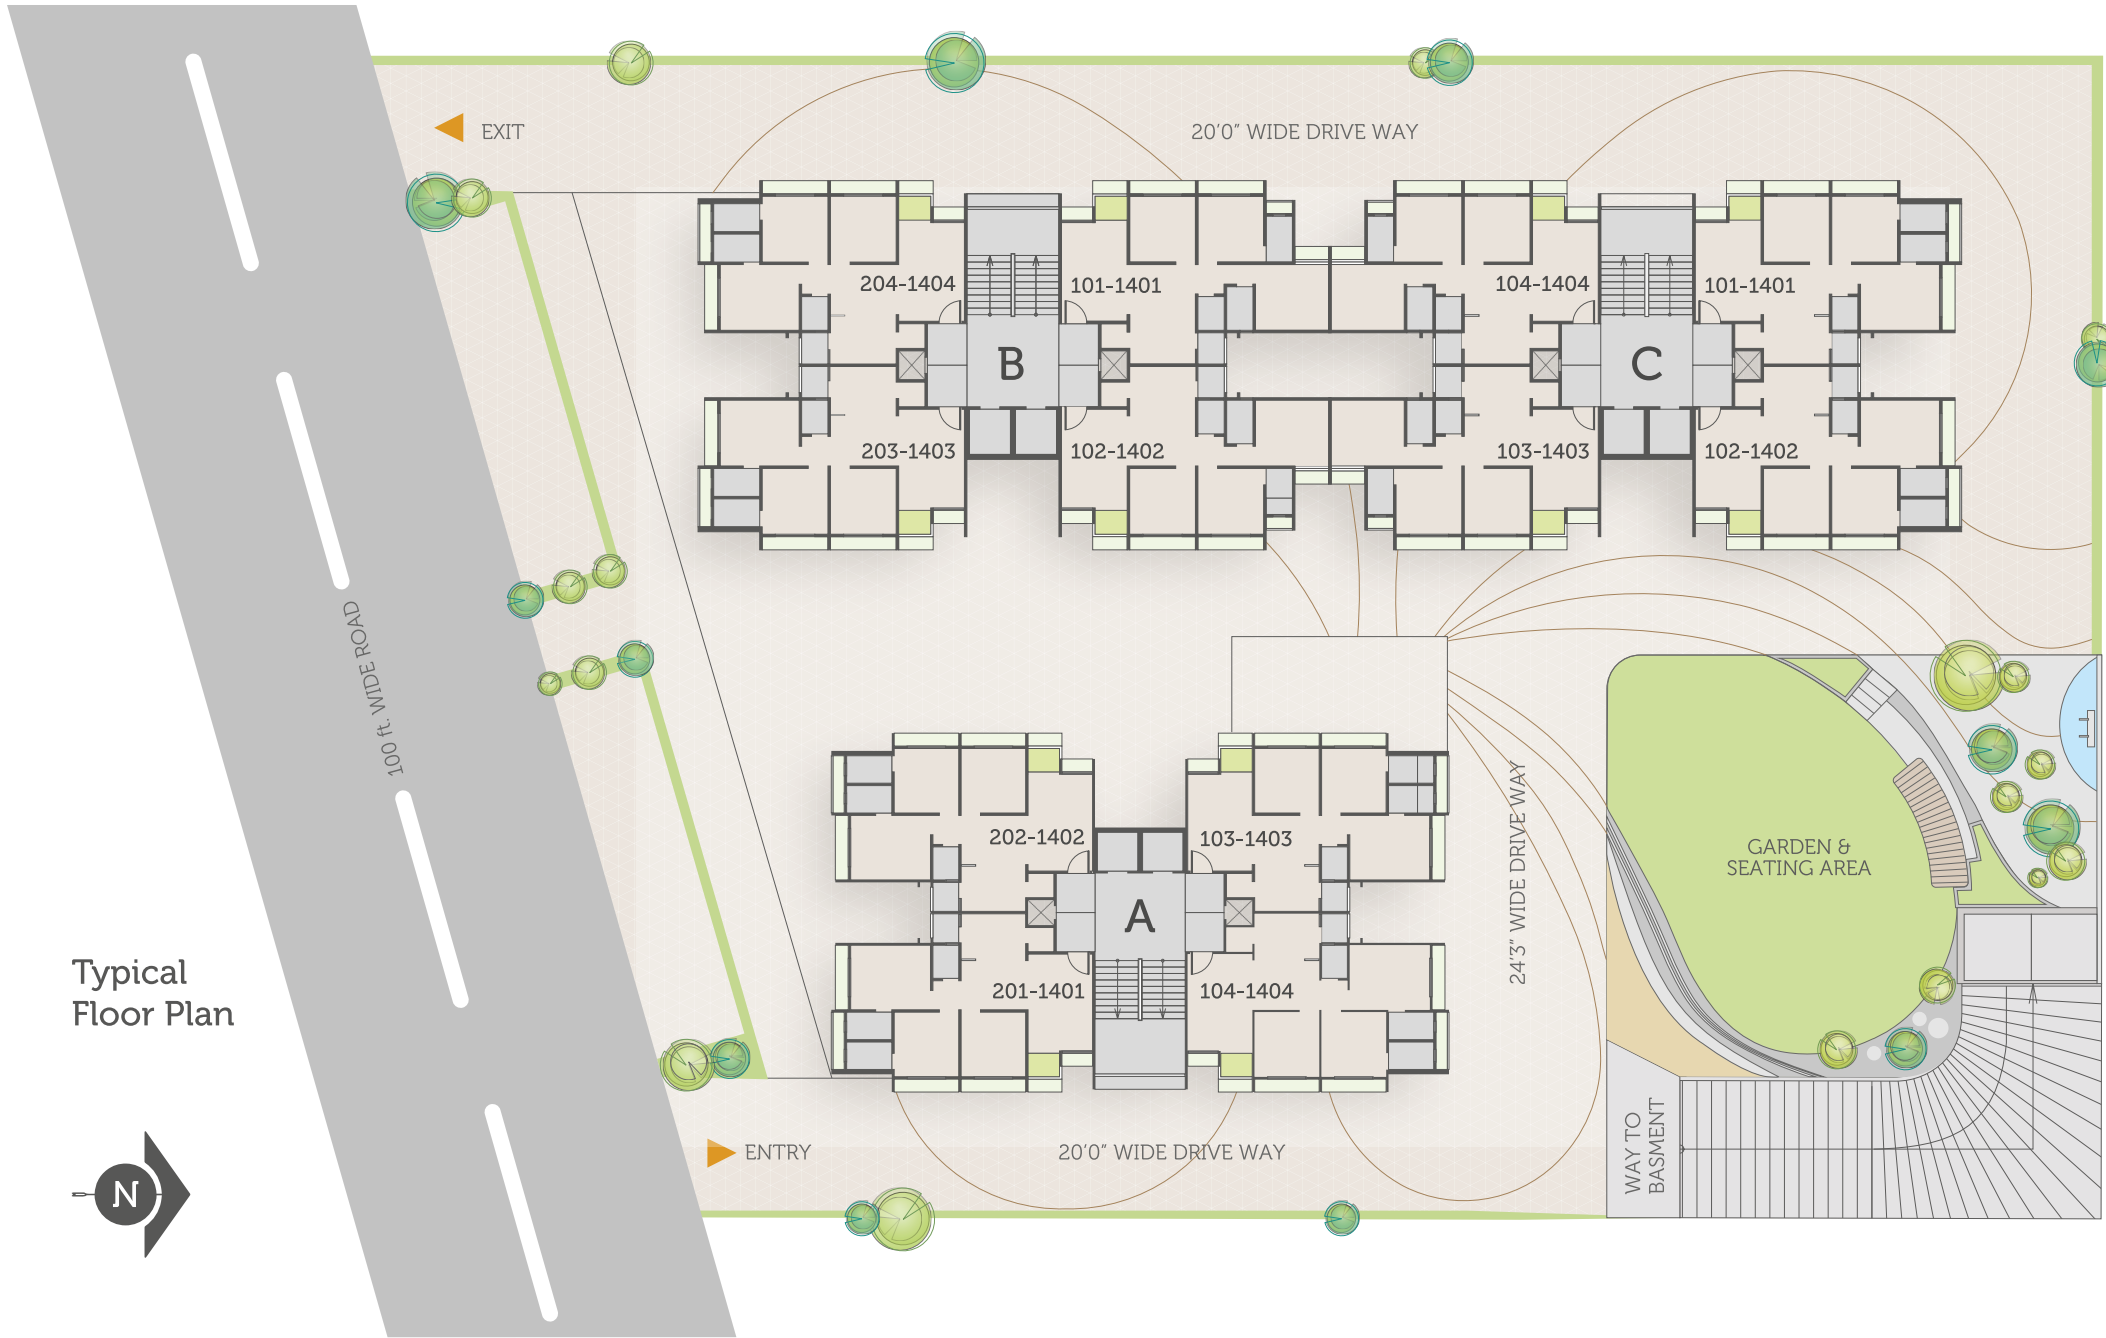 EXIT
20'0" WIDE DRIVE WAY
204-1404
101-1401
104-1404
101-1401
B
C
203-1403
102-1402
103-1403
102-1402
100 ft. WIDE ROAD
24'3" WIDE DRIVE WAY
202-1402
103-1403
GARDEN &
SEATING AREA
A
201-1401
104-1404
Typical
Floor Plan
ENTRY
20'0" WIDE DRIVE WAY
WAY TO
BASMENT
N